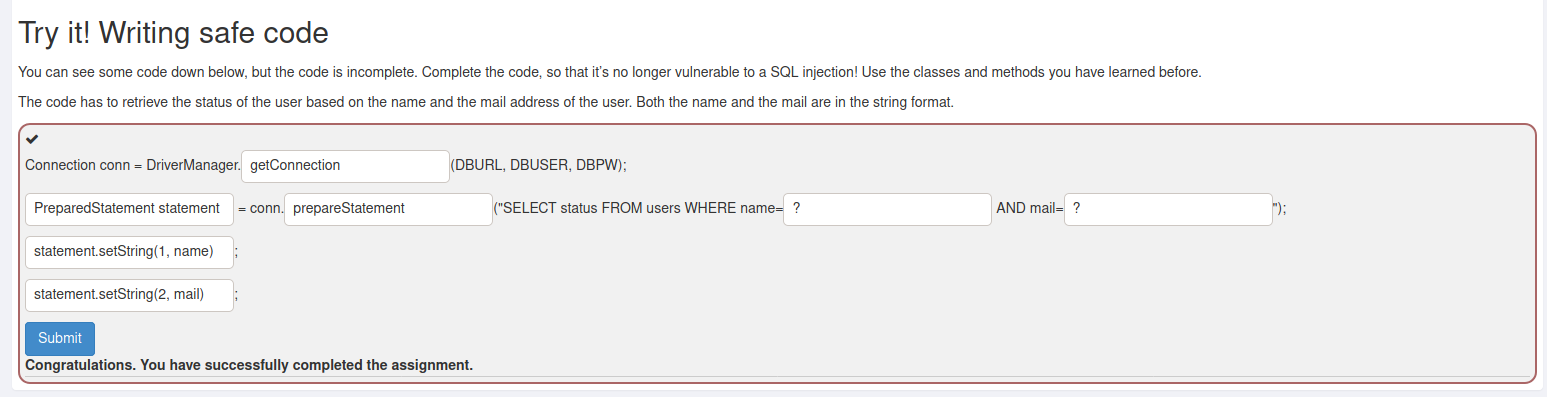 Try it! Writing safe code
You can see some code down below, but the code is incomplete. Complete the code, so that it’s no longer vulnerable to a SQL injection! Use the classes and methods you have learned before.
The code has to retrieve the status of the user based on the name and the mail address of the user. Both the name and the mail are in the string format.
Connection conn = DriverManager. getConnection (DBURL, DBUSER, DBPW);
PreparedStatement statement = conn. prepareStatement ("SELECT status FROM users WHERE name= ? AND mail= ? ");
statement.setString(1, name) ;
statement.setString(2, mail) ;
Submit
Congratulations. You have successfully completed the assignment.